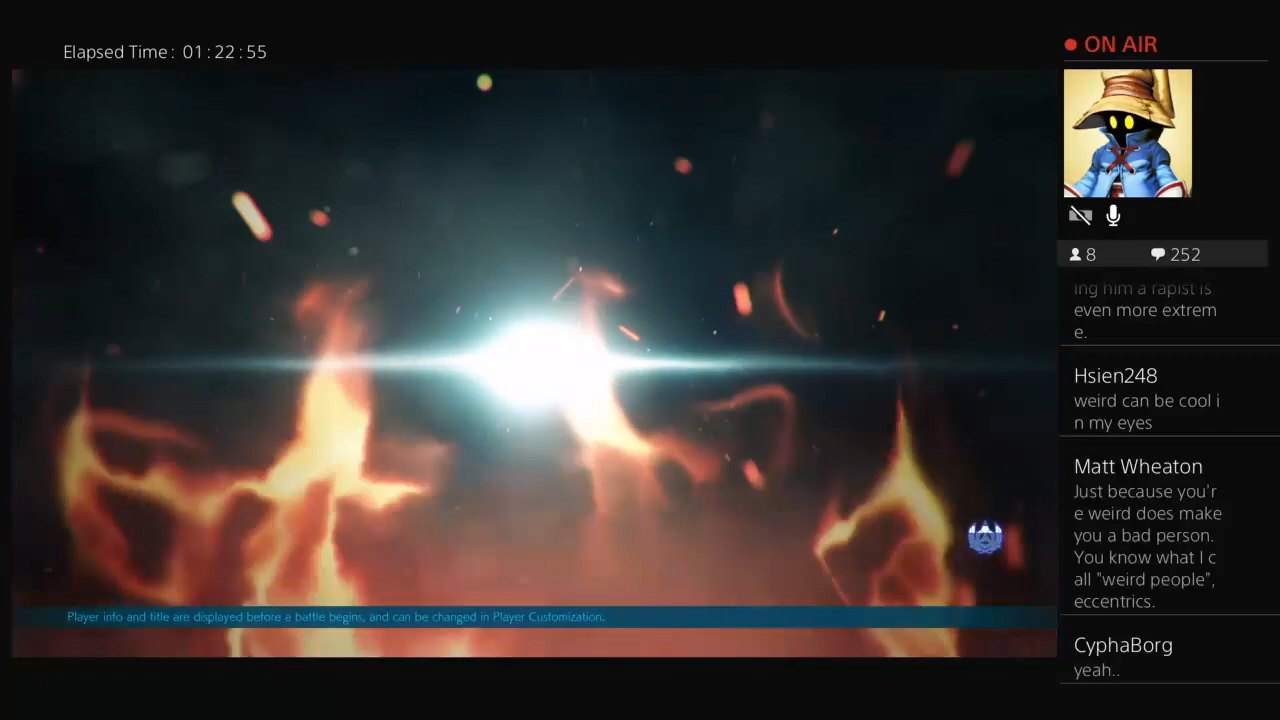 Elapsed Time: 01:22:55
ON AIR
8 252
ing him a rapist is
even more extrem
e.
Hsien248
weird can be cool i
n my eyes
Matt Wheaton
Just because you'r
e weird does make
you a bad person.
You know what I c
all "weird people",
eccentrics.
CyphaBorg
yeah..
Player info and title are displayed before a battle begins, and can be changed in Player Customization.